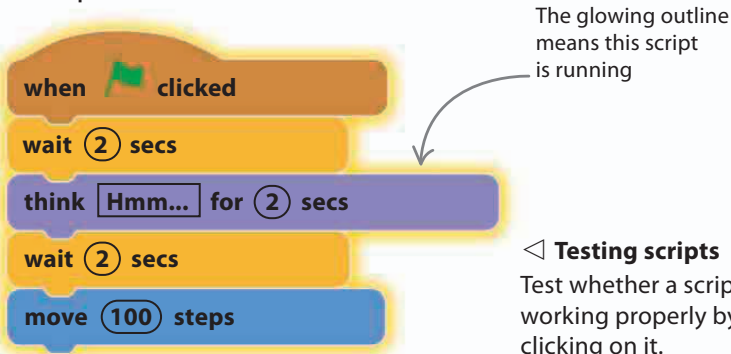 The glowing outline
means this script
is running
when clicked
wait 2 secs
think Hmm... for 2 secs
wait 2 secs
move 100 steps
Testing scripts
Test whether a scrip
working properly by
clicking on it.